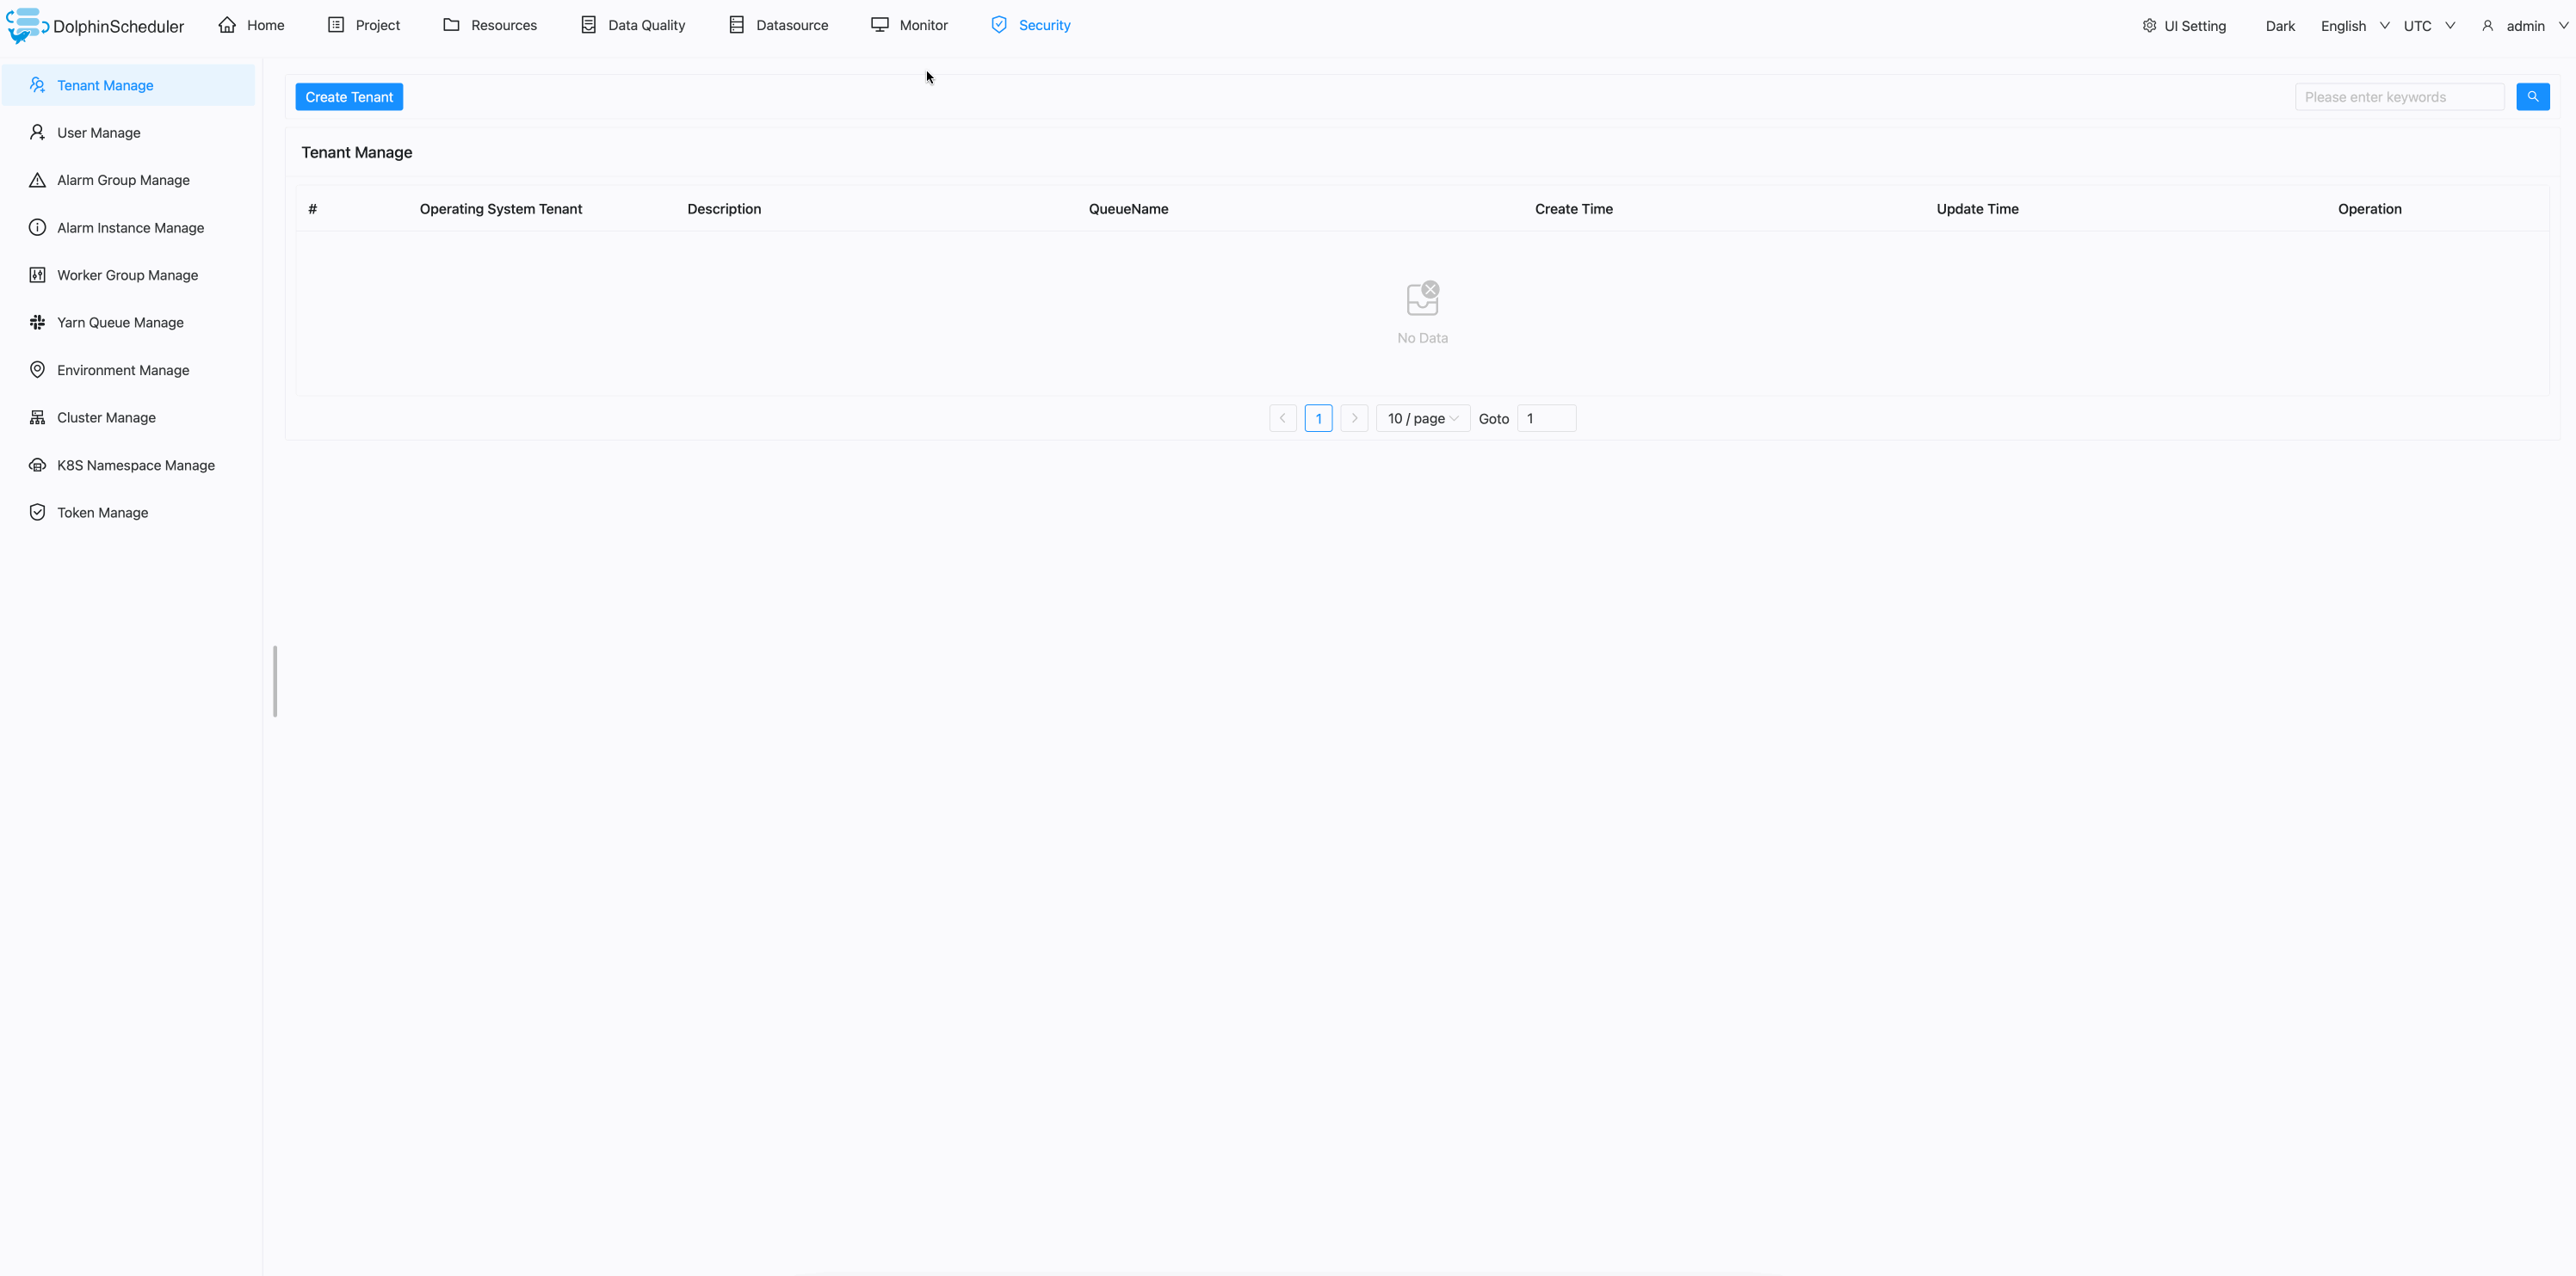 DolphinScheduler Home Project Resources Data Quality Datasource Monitor Security UI Setting Dark English UTC admin
Tenant Manage
User Manage
Alarm Group Manage
Alarm Instance Manage
Worker Group Manage
Yarn Queue Manage
Environment Manage
Cluster Manage
K8S Namespace Manage
Token Manage
Create Tenant Please enter keywords
Tenant Manage
# Operating System Tenant Description QueueName Create Time Update Time Operation
No Data
1 10 / page Goto 1